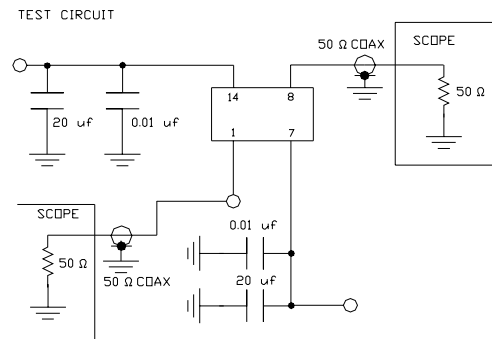 TEST CIRCUIT
50 Ω COAX
SCOPE
14
8
50 Ω
20 uf
0.01 uf
1
7
SCOPE
0.01 uf
50 Ω
50 Ω COAX
20 uf